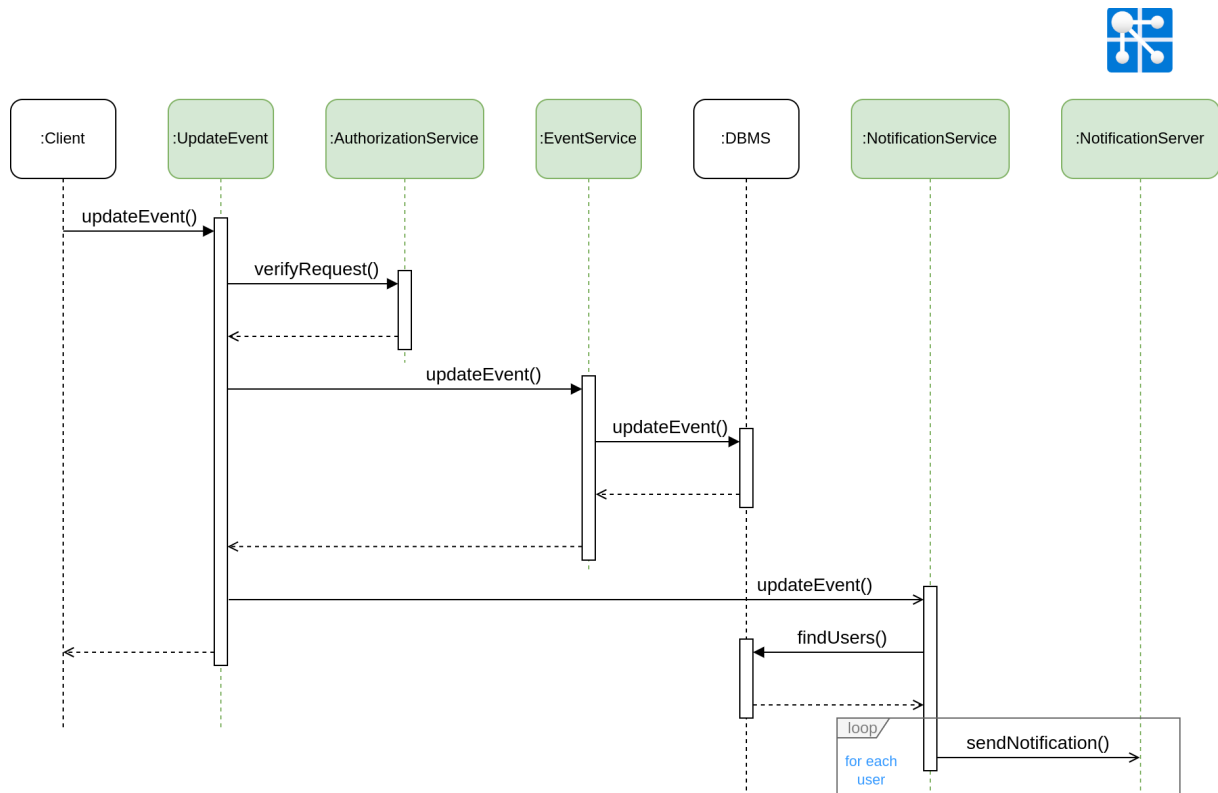 :Client
:UpdateEvent
:AuthorizationService
:EventService
:DBMS
:NotificationService
:NotificationServer
updateEvent()
verifyRequest()
updateEvent()
updateEvent()
updateEvent()
findUsers()
loop
sendNotification()
for each
user